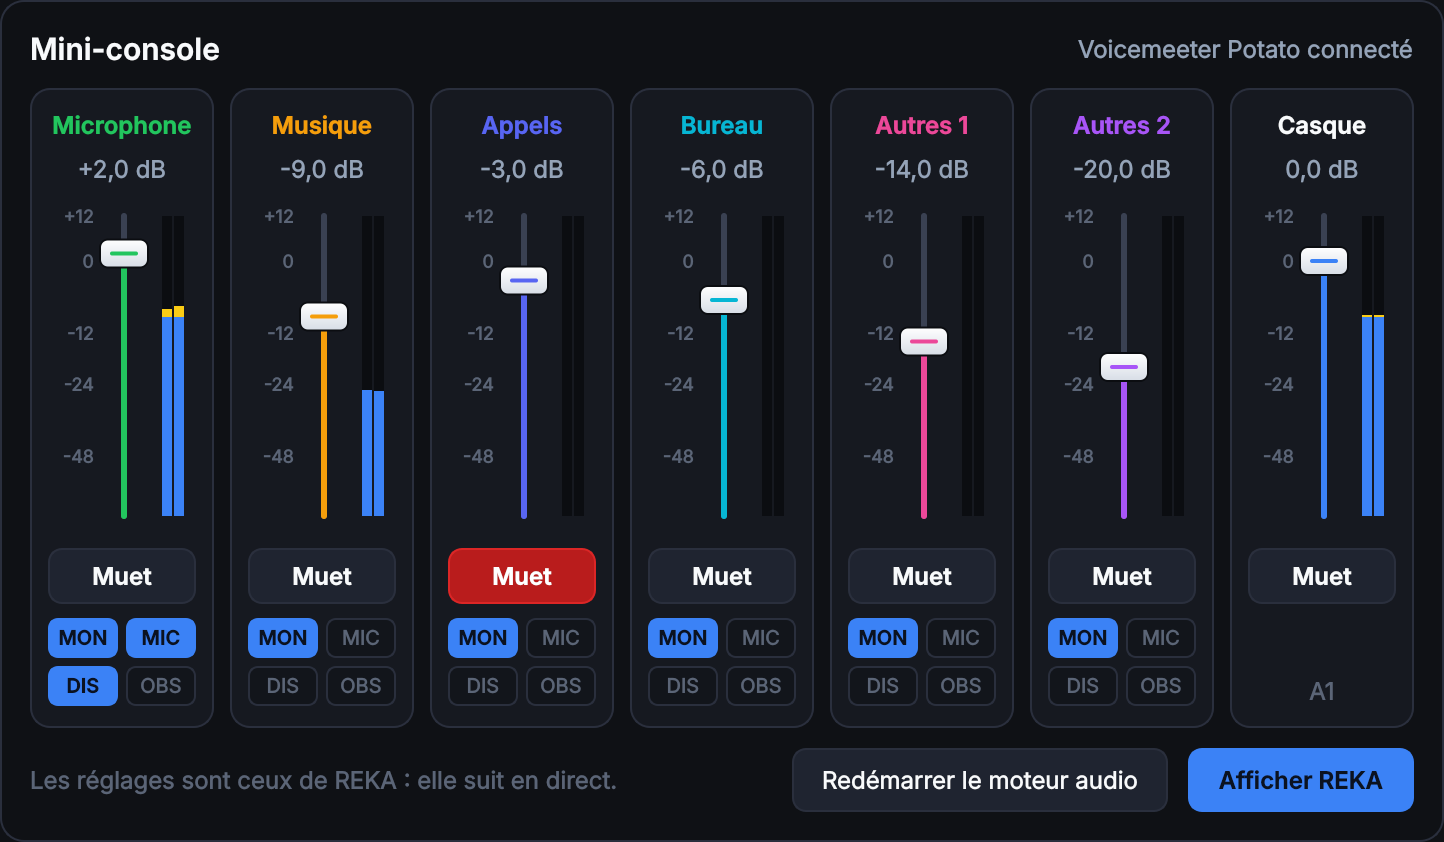 Mini-console
Voicemeeter Potato connecté
Microphone
+2,0 dB
+12
0
-12
-24
-48
Muet
MON MIC
DIS OBS
Musique
-9,0 dB
+12
0
-12
-24
-48
Muet
MON MIC
DIS OBS
Appels
-3,0 dB
+12
0
-12
-24
-48
Muet
MON MIC
DIS OBS
Bureau
-6,0 dB
+12
0
-12
-24
-48
Muet
MON MIC
DIS OBS
Autres 1
-14,0 dB
+12
0
-12
-24
-48
Muet
MON MIC
DIS OBS
Autres 2
-20,0 dB
+12
0
-12
-24
-48
Muet
MON MIC
DIS OBS
Casque
0,0 dB
+12
0
-12
-24
-48
Muet
A1
Les réglages sont ceux de REKA : elle suit en direct.
Redémarrer le moteur audio
Afficher REKA